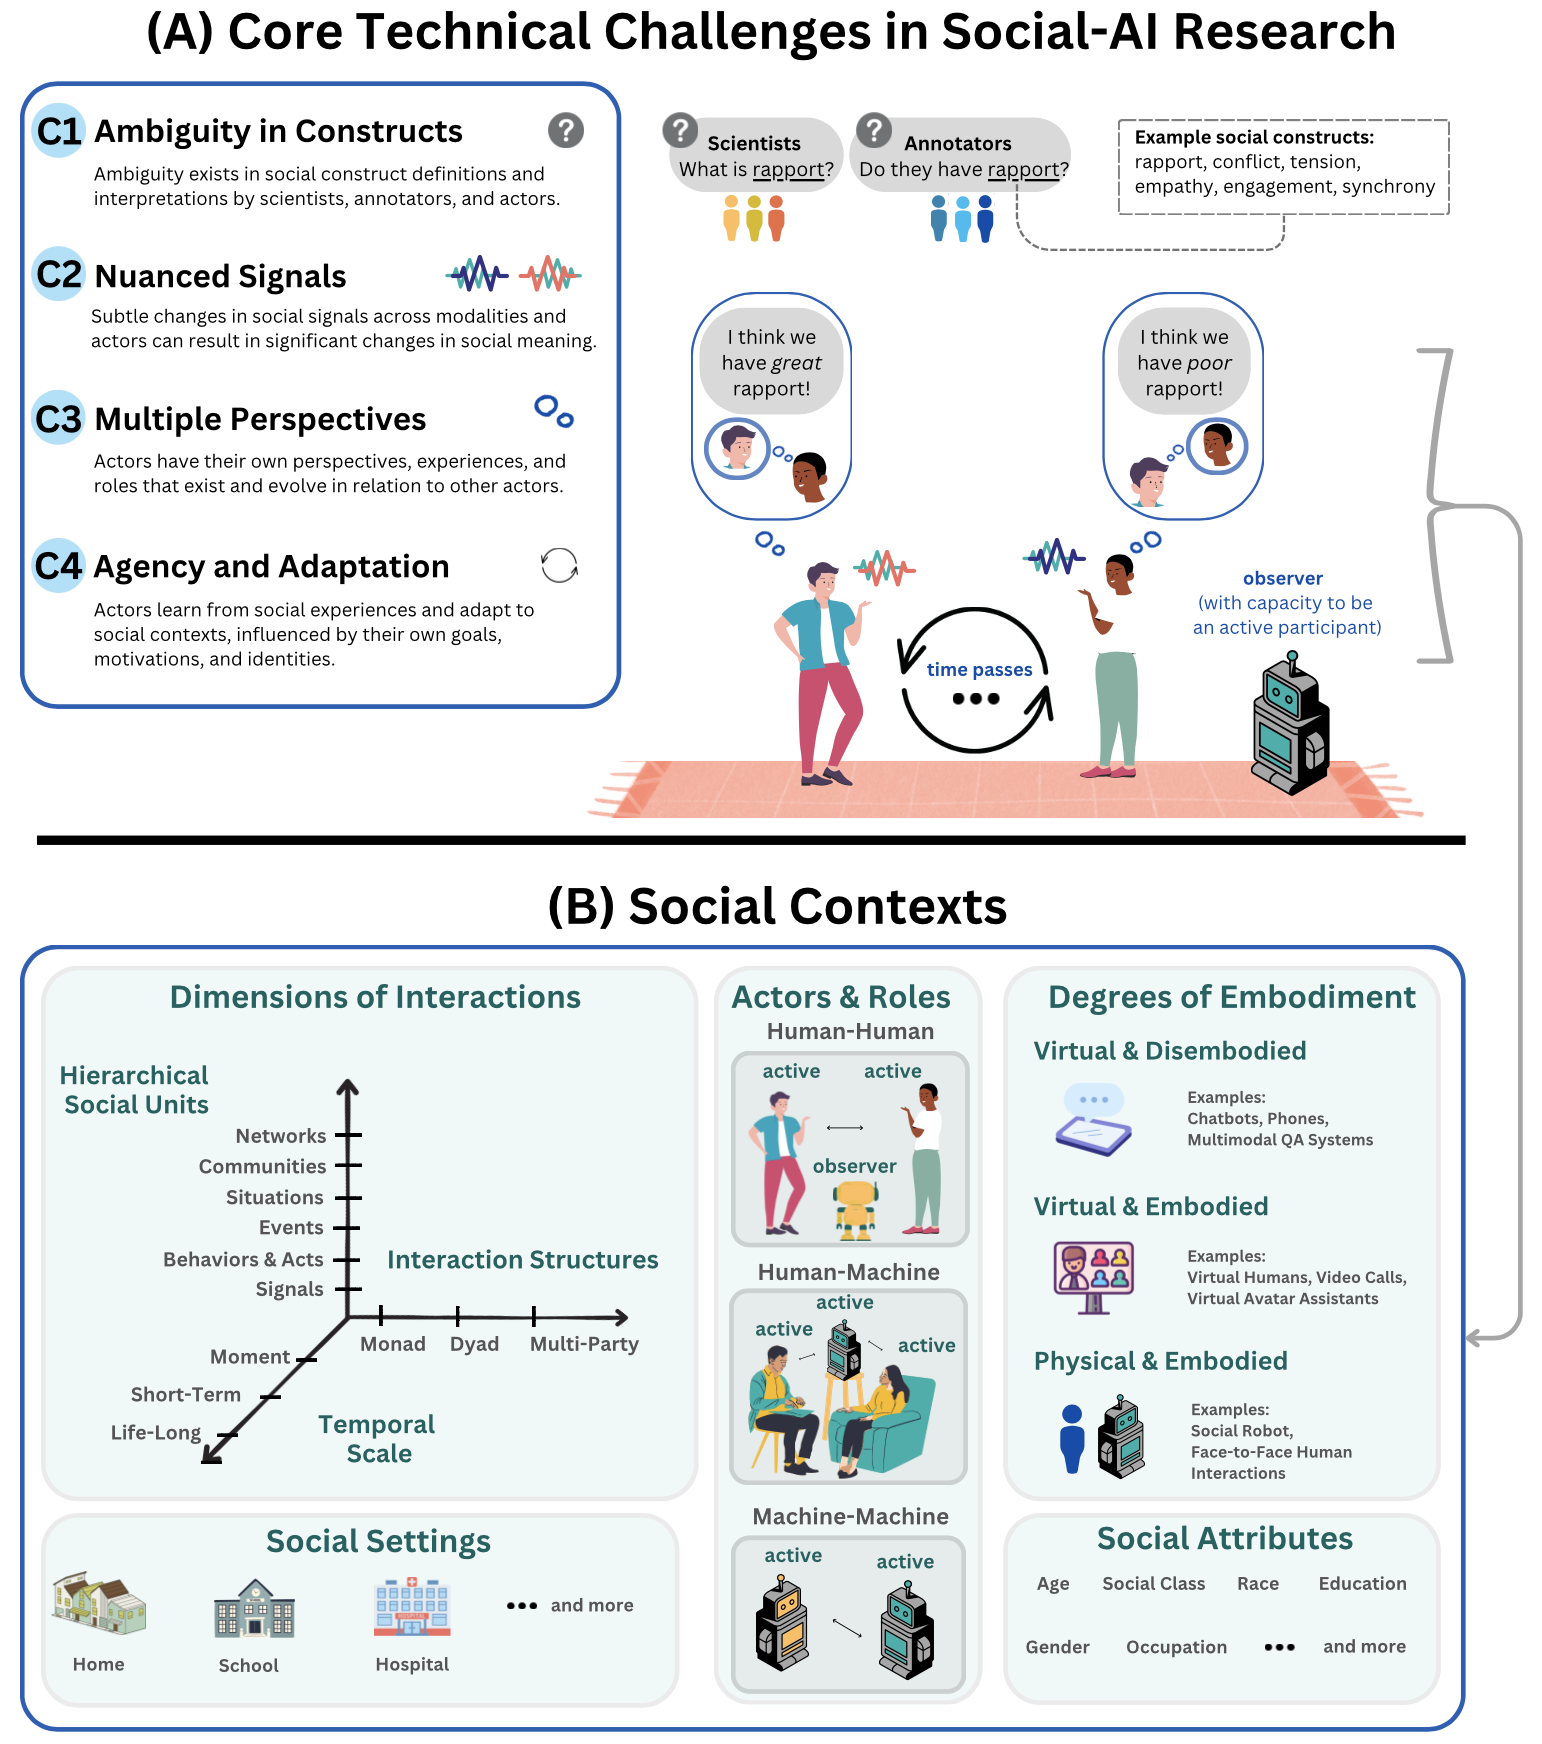 (A) Core Technical Challenges in Social-AI Research
C1 Ambiguity in Constructs ?
Ambiguity exists in social construct definitions and
interpretations by scientists, annotators, and actors.
C2 Nuanced Signals
Subtle changes in social signals across modalities and
actors can result in significant changes in social meaning.
C3 Multiple Perspectives
Actors have their own perspectives, experiences, and
roles that exist and evolve in relation to other actors.
C4 Agency and Adaptation
Actors learn from social experiences and adapt to
social contexts, influenced by their own goals,
motivations, and identities.
?
Scientists
What is rapport?
?
Annotators
Do they have rapport?
Example social constructs:
rapport, conflict, tension,
empathy, engagement, synchrony
I think we
have great
rapport!
I think we
have poor
rapport!
time passes
observer
(with capacity to be
an active participant)
(B) Social Contexts
Dimensions of Interactions
Hierarchical
Social Units
Networks
Communities
Situations
Events
Behaviors & Acts
Signals
Interaction Structures
Monad
Dyad
Multi-Party
Moment
Short-Term
Life-Long
Temporal
Scale
Social Settings
Home
School
HOSPITAL
Hospital
and more
Actors & Roles
Human-Human
active
active
observer
Human-Machine
active
active
active
Machine-Machine
active
active
Degrees of Embodiment
Virtual & Disembodied
Examples:
Chatbots, Phones,
Multimodal QA Systems
Virtual & Embodied
Examples:
Virtual Humans, Video Calls,
Virtual Avatar Assistants
Physical & Embodied
Examples:
Social Robot,
Face-to-Face Human
Interactions
Social Attributes
Age
Social Class
Race
Education
Gender
Occupation
and more